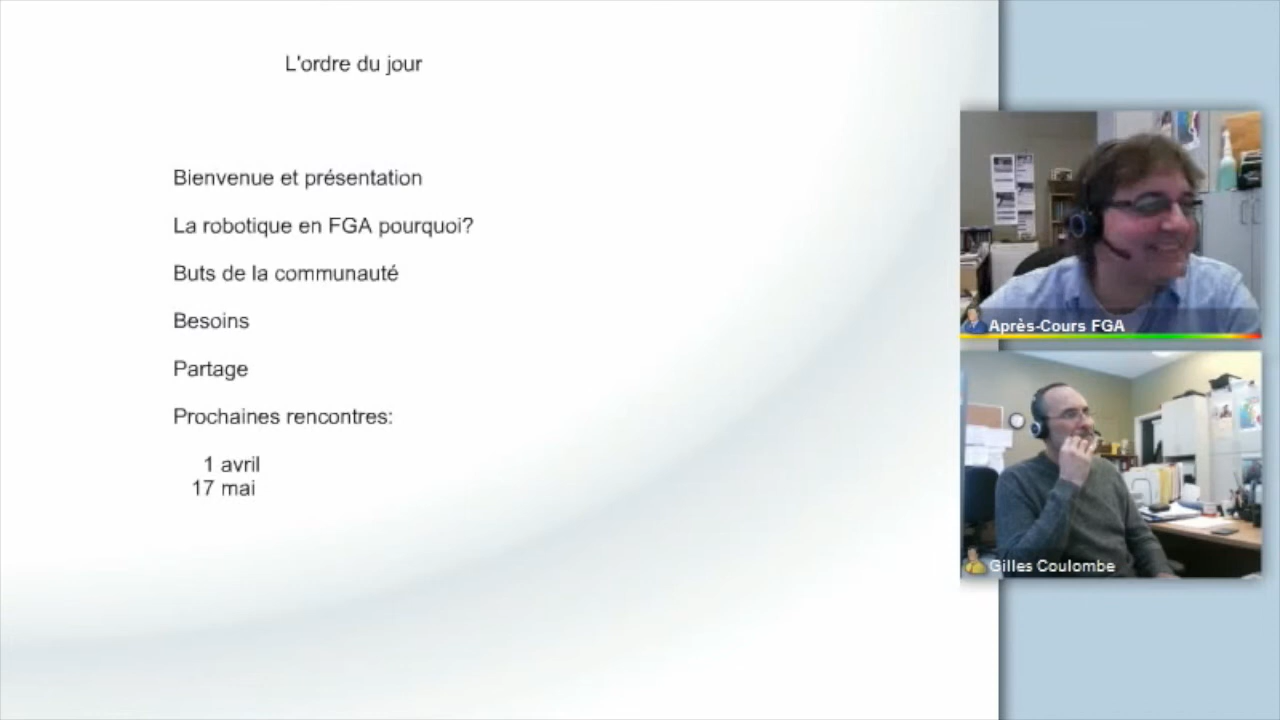 L'ordre du jour
Bienvenue et présentation
La robotique en FGA pourquoi?
Buts de la communauté
Besoins
Partage
Prochaines rencontres:
1 avril
17 mai
Après-Cours FGA
Gilles Coulombe